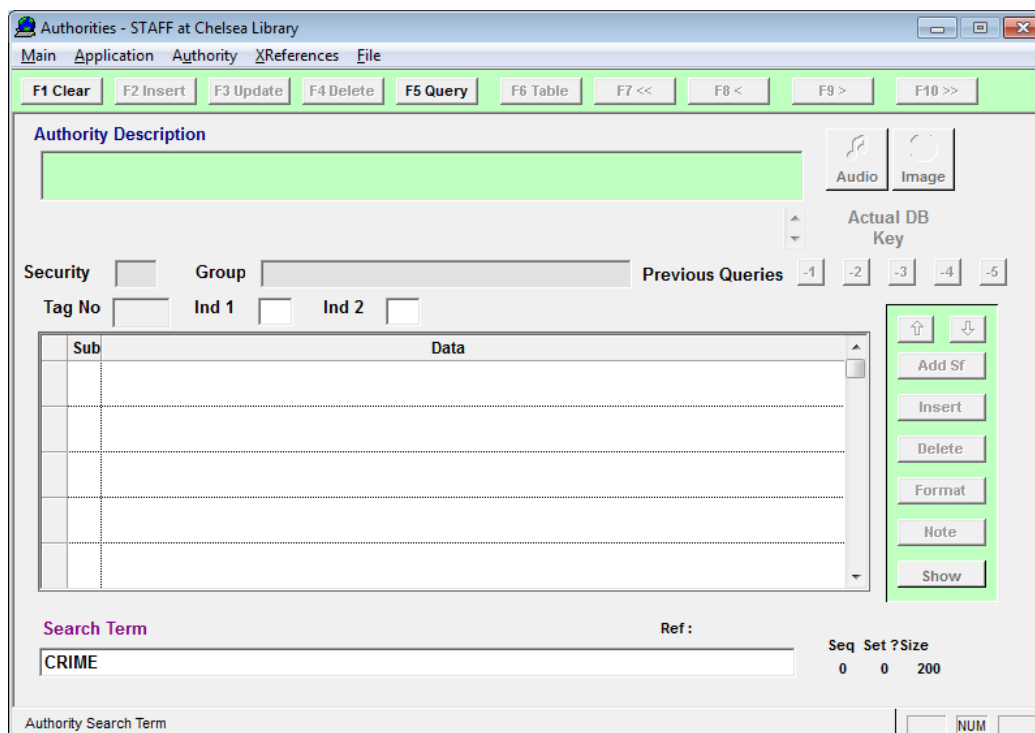 Authorities - STAFF at Chelsea Library
Main Application Authority XReferences File
F1 Clear F2 Insert F3 Update F4 Delete F5 Query F6 Table F7 << F8 < F9 > F10 >>
Authority Description
Audio Image
Actual DB
Key
Security Group Previous Queries -1 -2 -3 -4 -5
Tag No Ind 1 Ind 2
Sub Data
Add Sf
Insert
Delete
Format
Note
Show
Search Term Ref :
Seq Set ?Size
CRIME
0 0 200
Authority Search Term NUM